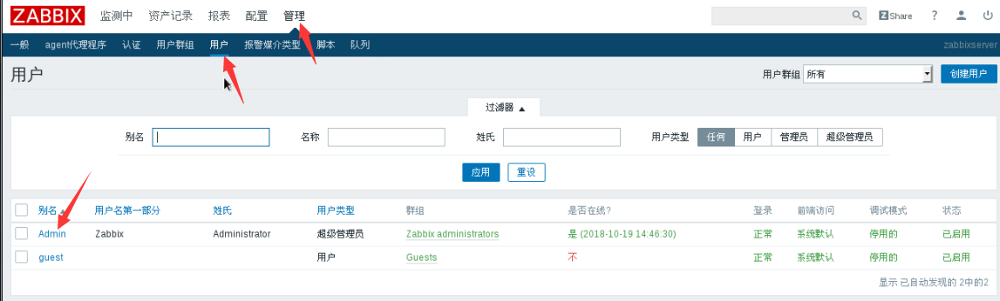 ZABBIX 监测中 资产记录 报表 配置 管理 Share ?
一般 agent代理程序 认证 用户群组 用户 报警媒介类型 脚本 队列 zabbixserver
用户 用户群组 所有 创建用户
过滤器 ▲
别名 名称 姓氏 用户类型 任何 用户 管理员 超级管理员
应用 重设
别名 ▲ 用户名第一部分 姓氏 用户类型 群组 是否在线? 登录 前端访问 调试模式 状态
Admin Zabbix Administrator 超级管理员 Zabbix administrators 是 (2018-10-19 14:46:30) 正常 系统默认 停用的 已启用
guest 用户 Guests 不 正常 系统默认 停用的 已启用
显示 已自动发现的 2中的2